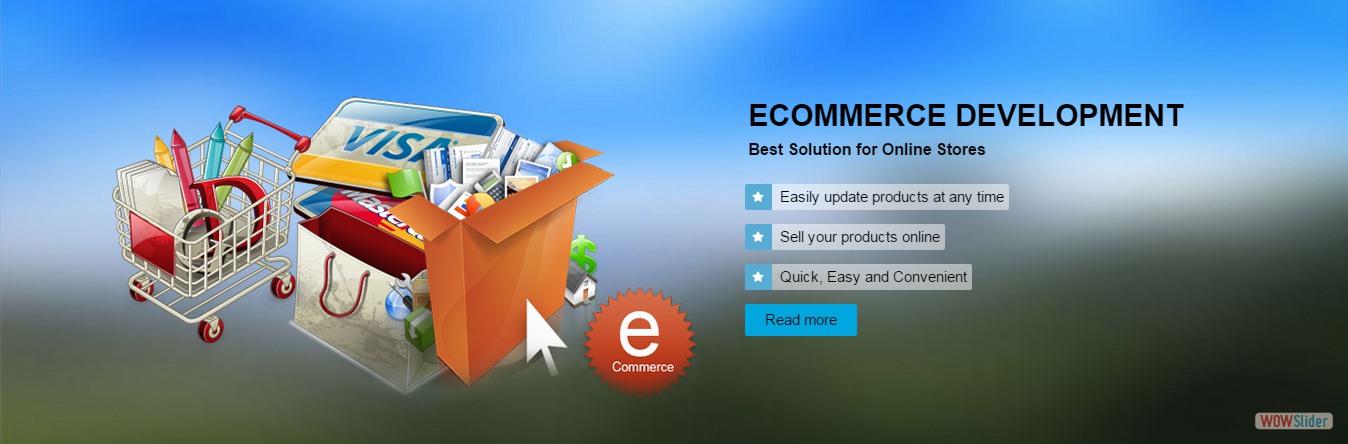 ECOMMERCE DEVELOPMENT
Best Solution for Online Stores
Easily update products at any time
Sell your products online
Quick, Easy and Convenient
Read more
VISA
Master
e
Commerce
WOWSlider